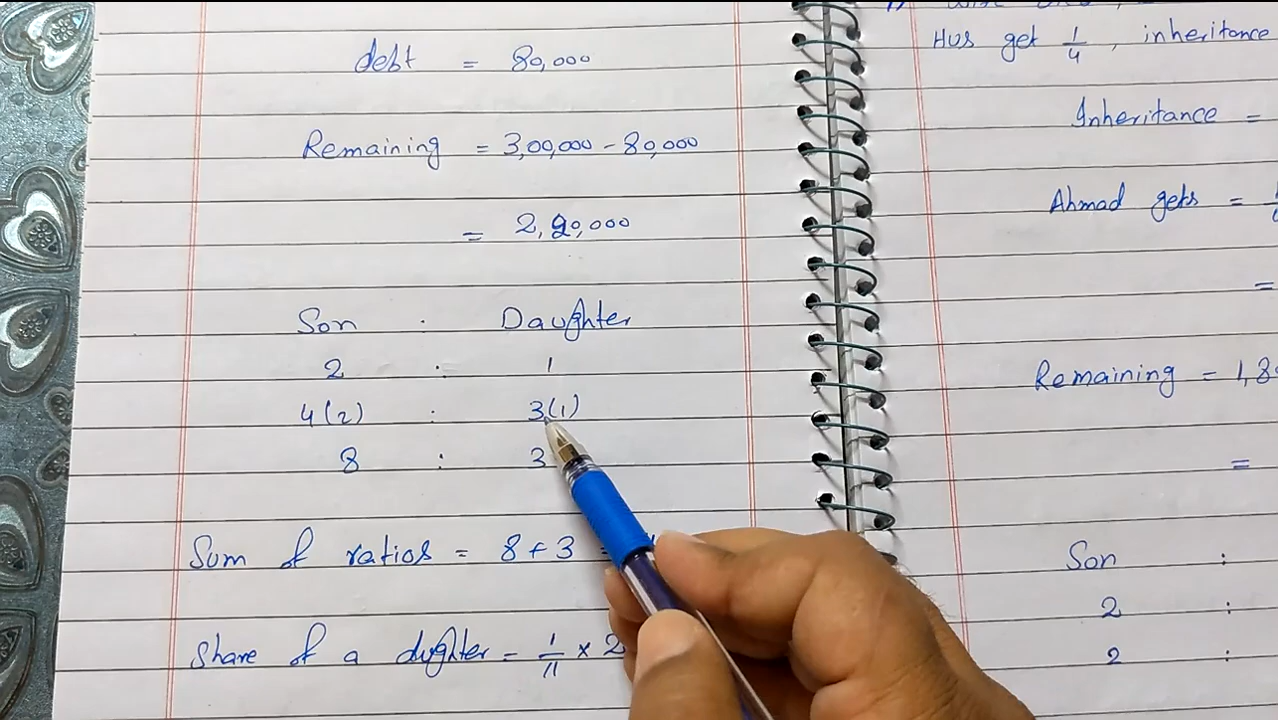 debt = 80,000
Remaining = 3,00,000 - 80,000
= 2,20,000
Son : Daughter
2 : 1
4(2) : 3(1)
8 : 3
Sum of ratios = 8 + 3 =
Share of a dughter = 1/11 × 2
Hus get 1/4, inheritance
Inheritance =
Ahmad gets =
=
Remaining = 1,8
=
Son :
2 :
2 :